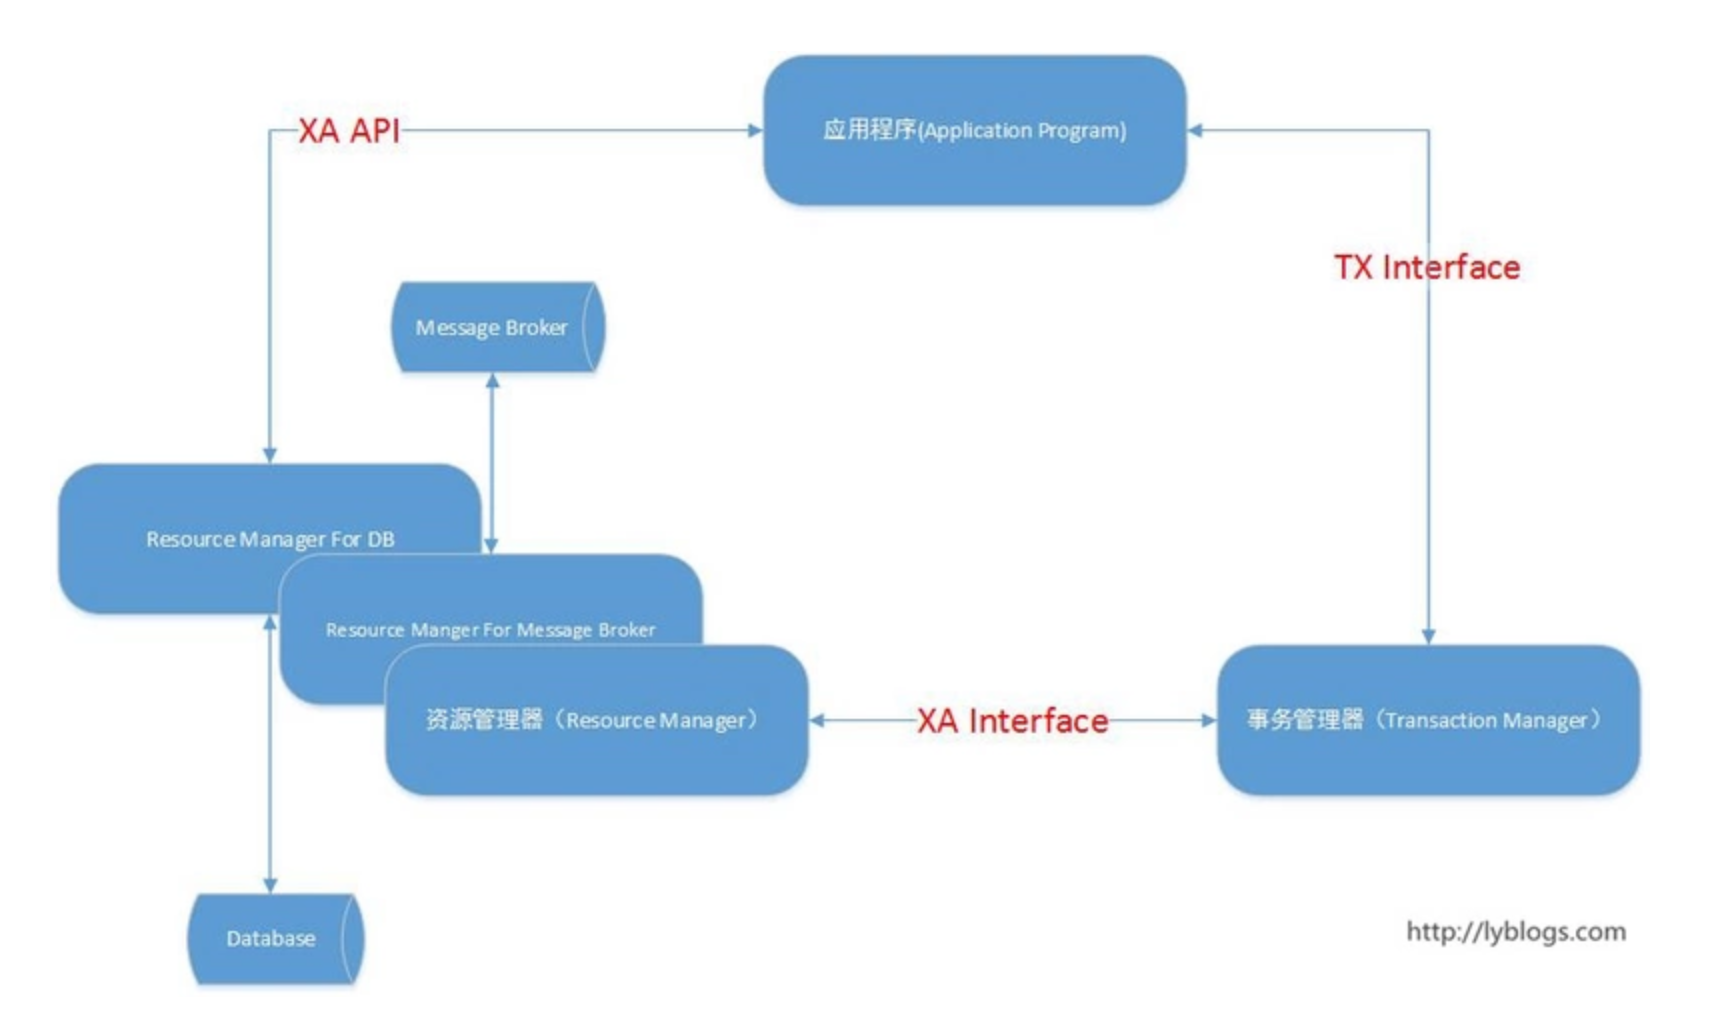 XA API
应用程序(Application Program)
TX Interface
Message Broker
Resource Manager For DB
Resource Manger For Message Broker
资源管理器（Resource Manager）
XA Interface
事务管理器（Transaction Manager）
Database
http://lyblogs.com